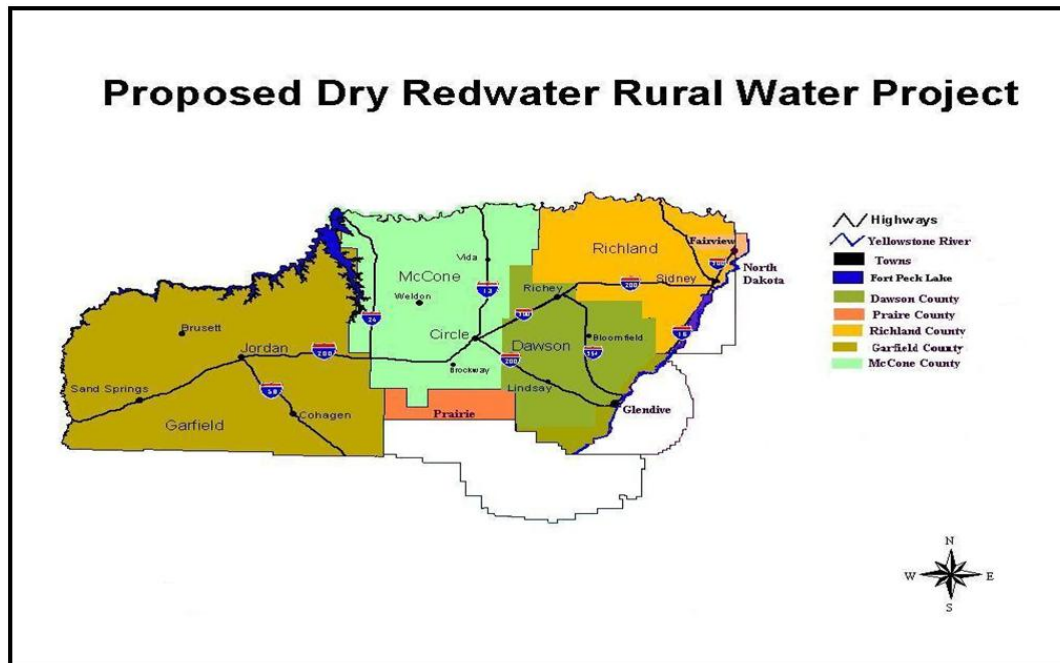 Proposed Dry Redwater Rural Water Project
Highways
Yellowstone River
Towns
Fort Peck Lake
Dawson County
Praire County
Richland County
Garfield County
McCone County
Fairview
Richland
North
Dakota
Sidney
200
Vida
McCone
Richey
Weldon
13
24
Circle
Bloomfield
Dawson
200
Brusett
Jordan
200
Brockway
Lindsay
Sand Springs
Cohagen
Prairie
Glendive
Garfield
N
W
E
S